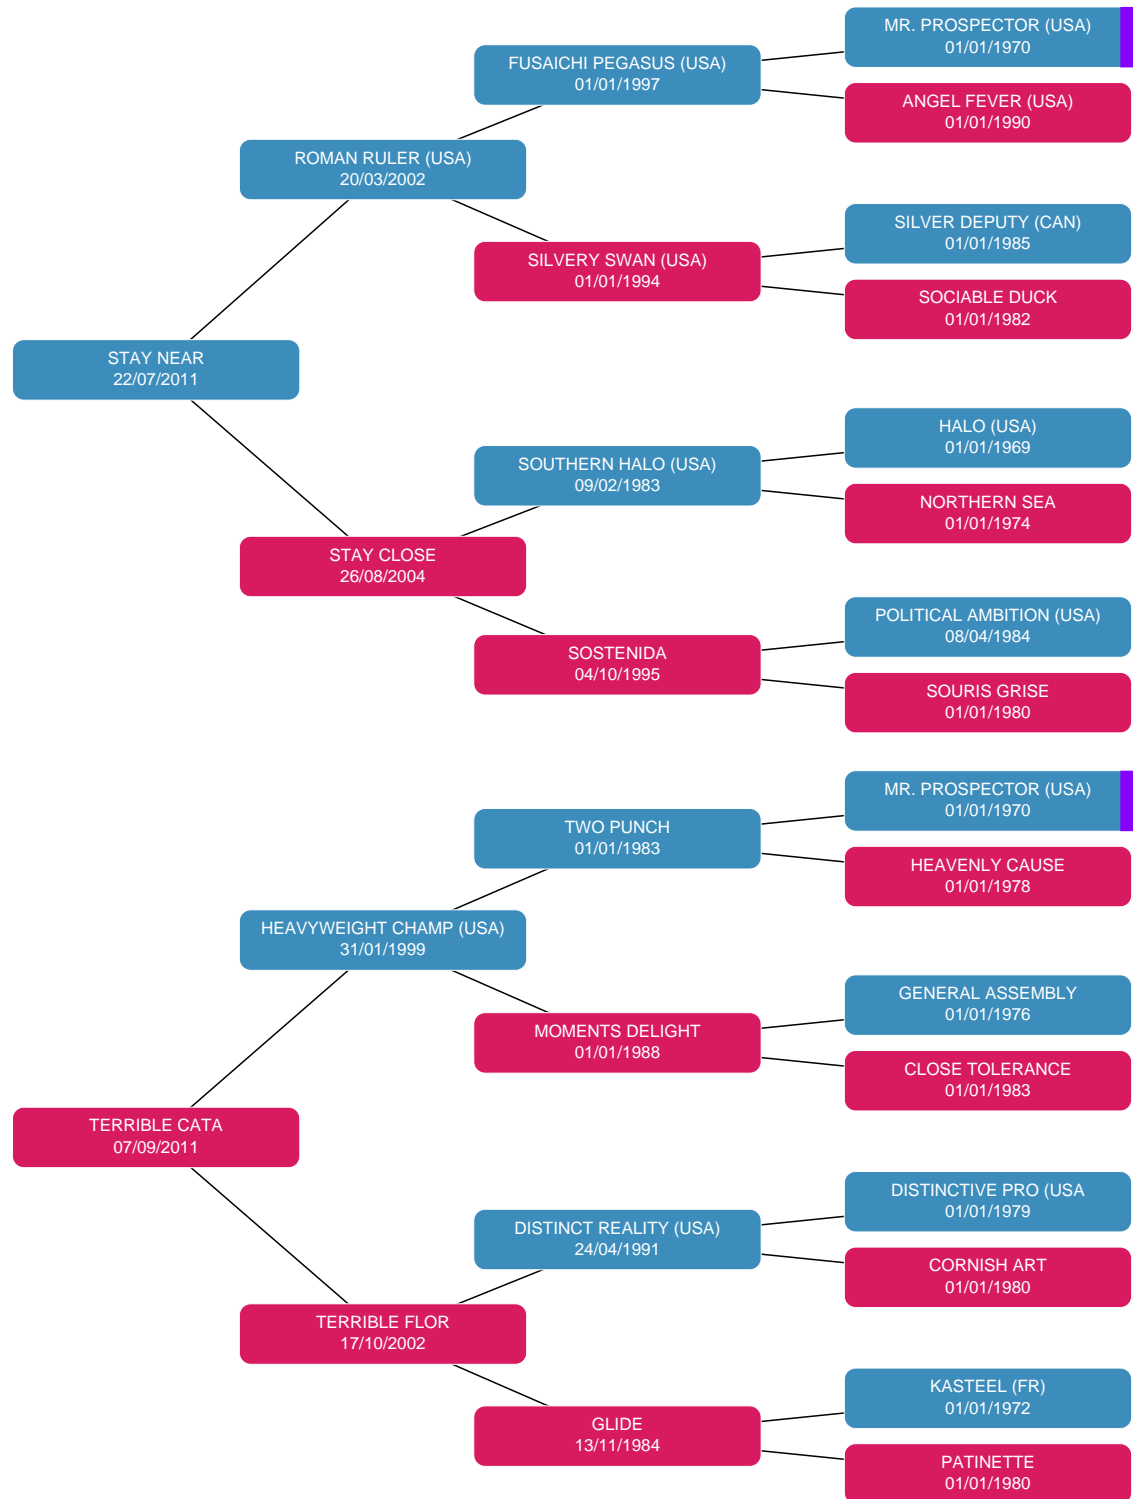 MR. PROSPECTOR (USA)
01/01/1970
FUSAICHI PEGASUS (USA)
01/01/1997
ANGEL FEVER (USA)
01/01/1990
ROMAN RULER (USA)
20/03/2002
SILVER DEPUTY (CAN)
01/01/1985
SILVERY SWAN (USA)
01/01/1994
SOCIABLE DUCK
01/01/1982
STAY NEAR
22/07/2011
HALO (USA)
01/01/1969
SOUTHERN HALO (USA)
09/02/1983
NORTHERN SEA
01/01/1974
STAY CLOSE
26/08/2004
POLITICAL AMBITION (USA)
08/04/1984
SOSTENIDA
04/10/1995
SOURIS GRISE
01/01/1980
MR. PROSPECTOR (USA)
01/01/1970
TWO PUNCH
01/01/1983
HEAVENLY CAUSE
01/01/1978
HEAVYWEIGHT CHAMP (USA)
31/01/1999
GENERAL ASSEMBLY
01/01/1976
MOMENTS DELIGHT
01/01/1988
CLOSE TOLERANCE
01/01/1983
TERRIBLE CATA
07/09/2011
DISTINCTIVE PRO (USA
01/01/1979
DISTINCT REALITY (USA)
24/04/1991
CORNISH ART
01/01/1980
TERRIBLE FLOR
17/10/2002
KASTEEL (FR)
01/01/1972
GLIDE
13/11/1984
PATINETTE
01/01/1980